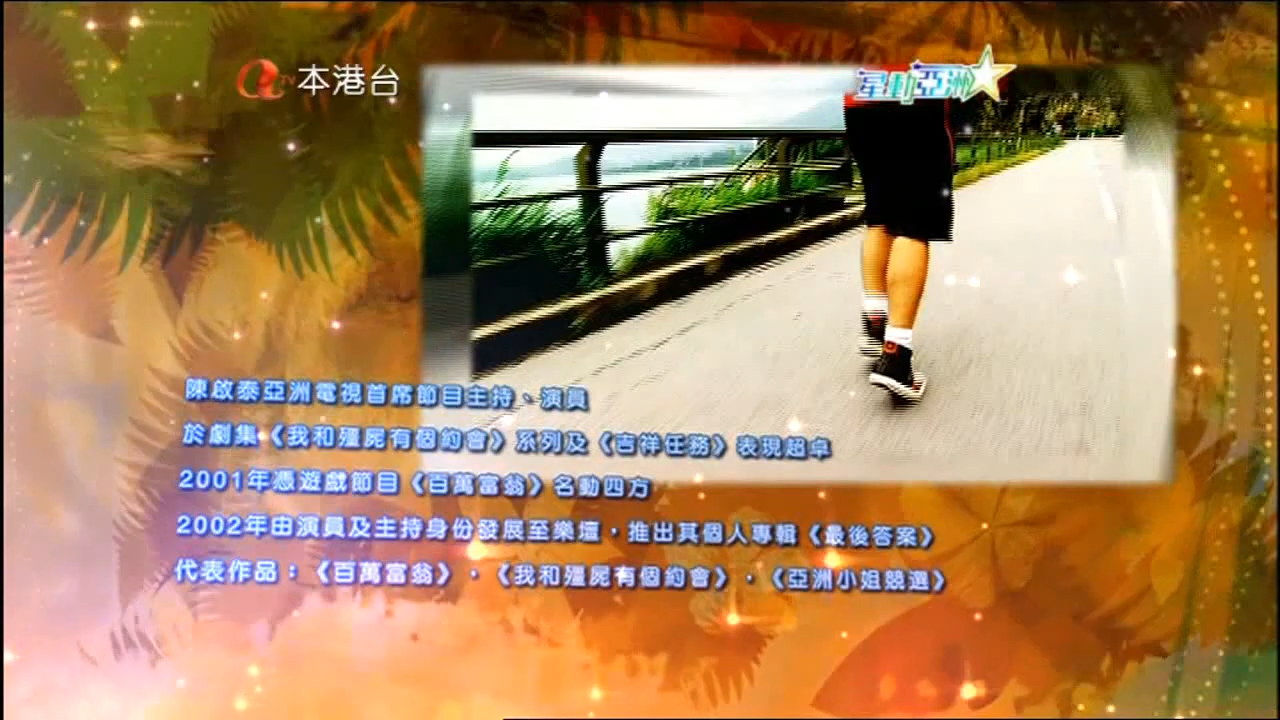 aTV 本港台
星動亞洲
陳啟泰亞洲電視首席節目主持、演員
於劇集《我和殭屍有個約會》系列及《吉祥任務》表現超卓
2001年憑遊戲節目《百萬富翁》名動四方
2002年由演員及主持身份發展至樂壇，推出其個人專輯《最後答案》
代表作品：《百萬富翁》，《我和殭屍有個約會》，《亞洲小姐競選》